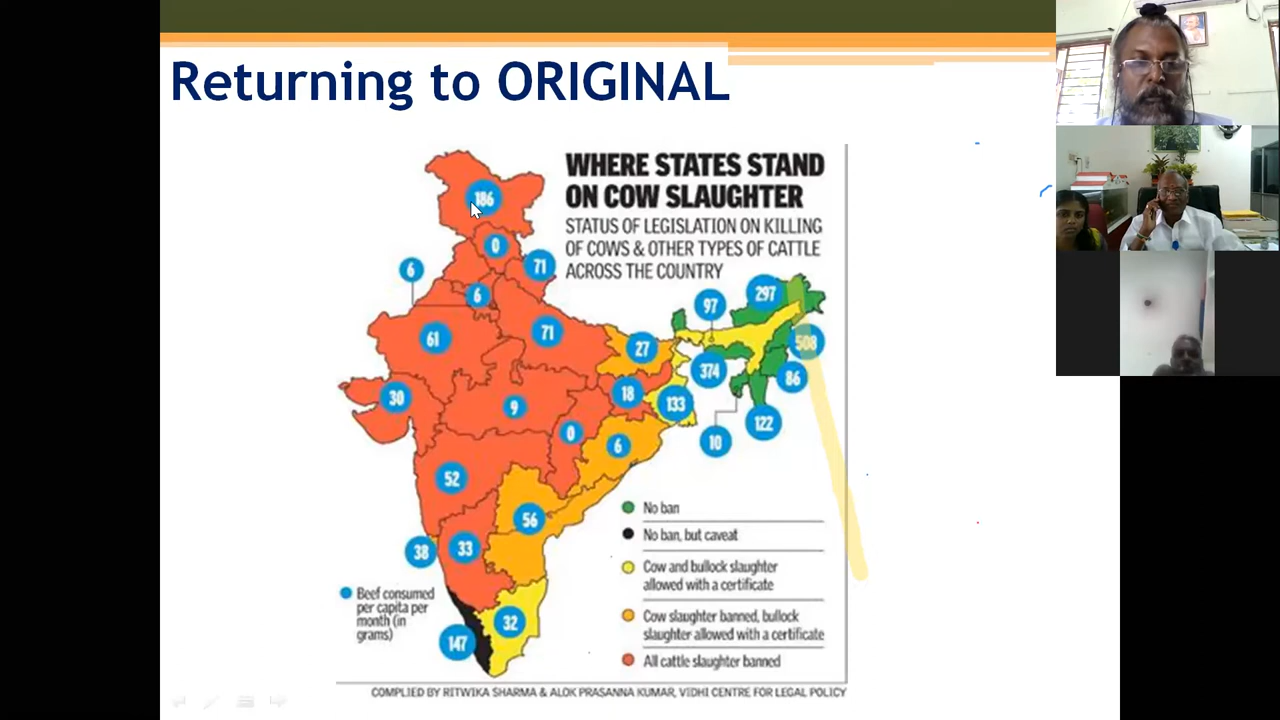 Returning to ORIGINAL
WHERE STATES STAND
ON COW SLAUGHTER
STATUS OF LEGISLATION ON KILLING
OF COWS & OTHER TYPES OF CATTLE
ACROSS THE COUNTRY
186
0
6
71
6
297
97
61
71
27
508
374
86
30
9
18
133
122
0
6
10
52
56
38
33
32
147
No ban
No ban, but caveat
Cow and bullock slaughter
allowed with a certificate
Cow slaughter banned, bullock
slaughter allowed with a certificate
All cattle slaughter banned
Beef consumed
per capita per
month (in
grams)
COMPLIED BY RITWIKA SHARMA & ALOK PRASANNA KUMAR, VIDHI CENTRE FOR LEGAL POLICY